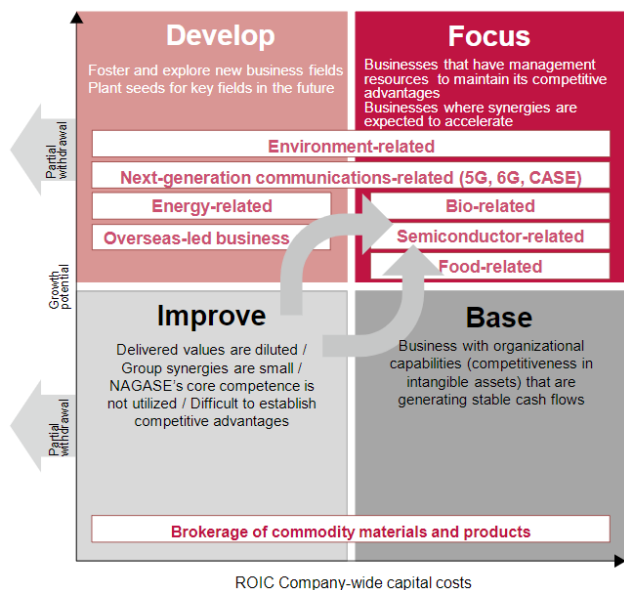 Develop
Foster and explore new business fields
Plant seeds for key fields in the future
Focus
Businesses that have management
resources to maintain its competitive
advantages
Businesses where synergies are
expected to accelerate
Partial
withdrawal
Environment-related
Next-generation communications-related (5G, 6G, CASE)
Energy-related
Bio-related
Overseas-led business
Semiconductor-related
Food-related
Growth
potential
Improve
Delivered values are diluted /
Group synergies are small /
NAGASE's core competence is
not utilized / Difficult to establish
competitive advantages
Base
Business with organizational
capabilities (competitiveness in
intangible assets) that are
generating stable cash flows
Partial
withdrawal
Brokerage of commodity materials and products
ROIC Company-wide capital costs